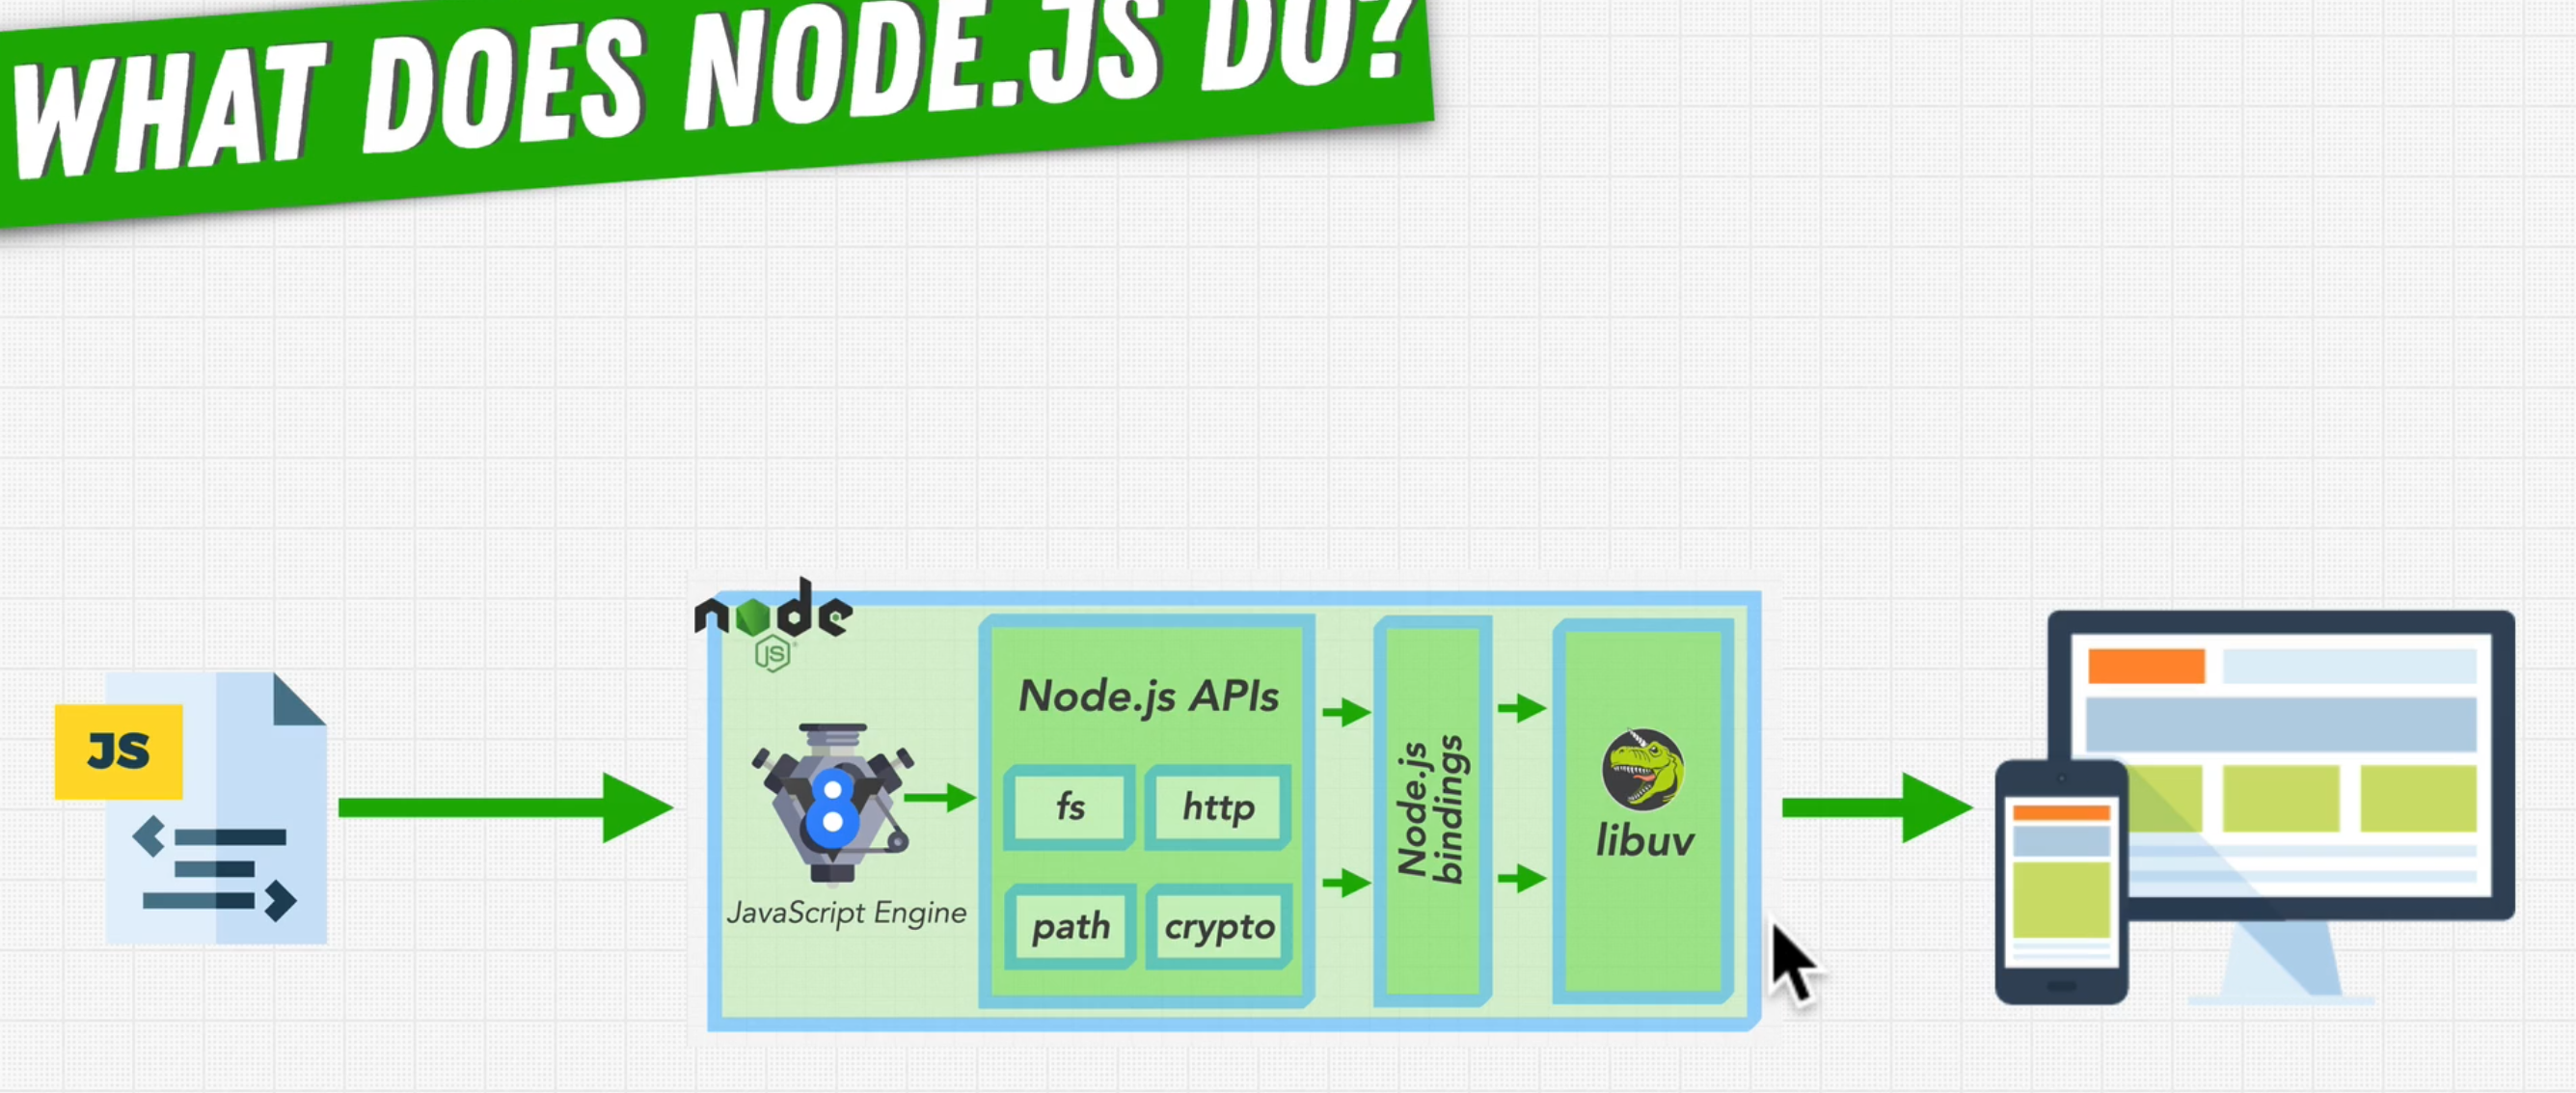 WHAT DOES NODE.JS DO?
node
JS
JS
8
JavaScript Engine
Node.js APIs
fs
http
path
crypto
Node.js
bindings
libuv